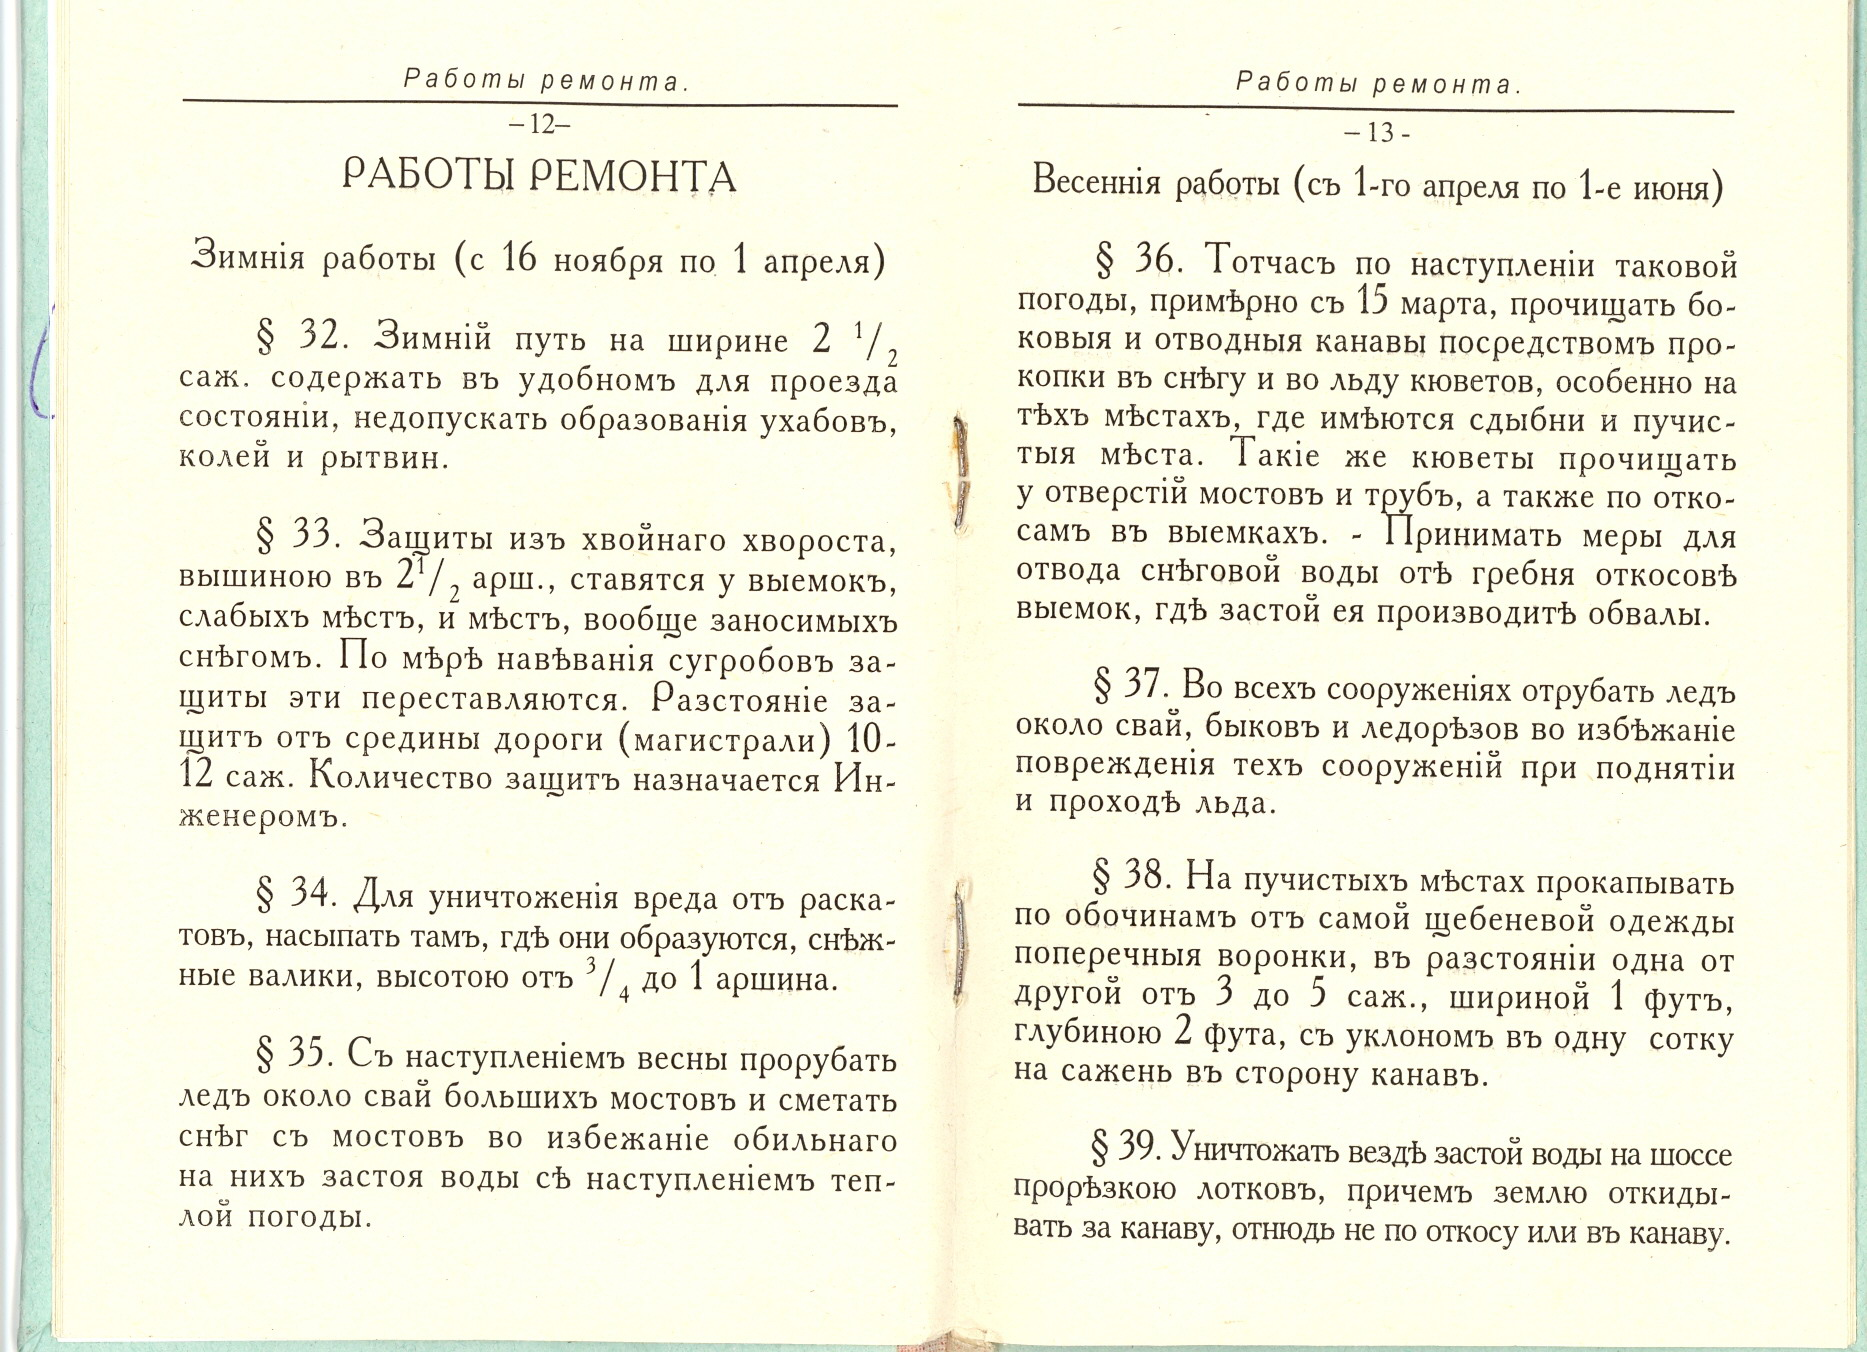 Работы ремонта.
–12–
РАБОТЫ РЕМОНТА
Зимнія работы (с 16 ноября по 1 апреля)
§ 32. Зимній путь на ширине 2 1/2
саж. содержать въ удобномъ для проезда
состояніи, недопускать образованія ухабовъ,
колей и рытвин.
§ 33. Защиты изъ хвойнаго хвороста,
вышиною въ 2 1/2 арш., ставятся у выемокъ,
слабыхъ мѣстъ, и мѣстъ, вообще заносимыхъ
снѣгомъ. По мѣрѣ навѣванія сугробовъ за-
щиты эти переставляются. Разстояніе за-
щитъ отъ средины дороги (магистрали) 10-
12 саж. Количество защитъ назначается Ин-
женеромъ.
§ 34. Для уничтоженія вреда отъ раска-
товъ, насыпать тамъ, гдѣ они образуются, снѣж-
ные валики, высотою отъ 3/4 до 1 аршина.
§ 35. Съ наступленіемъ весны прорубать
ледъ около свай большихъ мостовъ и сметать
снѣг съ мостовъ во избежаніе обильнаго
на нихъ застоя воды сѣ наступленіемъ теп-
лой погоды.
Работы ремонта.
–13 -
Весеннія работы (съ 1-го апреля по 1-е июня)
§ 36. Тотчасъ по наступленіи таковой
погоды, примѣрно съ 15 марта, прочищать бо-
ковыя и отводныя канавы посредствомъ про-
копки въ снѣгу и во льду кюветов, особенно на
тѣхъ мѣстахъ, где имѣются сдыбни и пучис-
тыя мѣста. Такіе же кюветы прочищать
у отверстій мостовъ и трубъ, а также по отко-
самъ въ выемкахъ. - Принимать меры для
отвода снѣговой воды отѣ гребня откосовѣ
выемок, гдѣ застой ея производитѣ обвалы.
§ 37. Во всехъ сооруженіях отрубать ледъ
около свай, быковъ и ледорѣзов во избѣжаніе
поврежденія техъ сооруженій при поднятіи
и проходѣ льда.
§ 38. На пучистыхъ мѣстах прокапывать
по обочинамъ отъ самой щебеневой одежды
поперечныя воронки, въ разстояніи одна от
другой отъ 3 до 5 саж., шириной 1 футъ,
глубиною 2 фута, съ уклономъ въ одну сотку
на сажень въ сторону канавъ.
§ 39. Уничтожать вездѣ застой воды на шоссе
прорѣзкою лотковъ, причемъ землю откиды-
вать за канаву, отнюдь не по откосу или въ канаву.